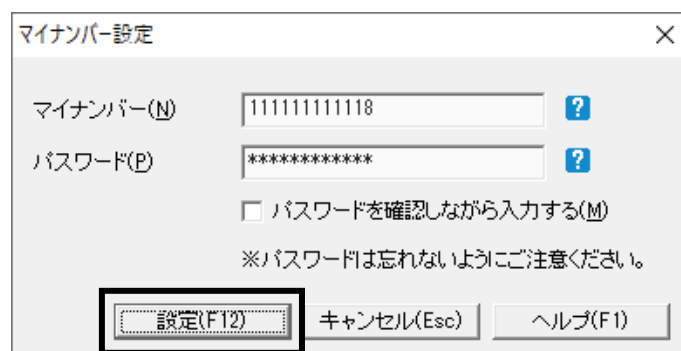 マイナンバー設定
マイナンバー(N) 111111111118 ?
パスワード(P) ************ ?
パスワードを確認しながら入力する(M)
※パスワードは忘れないようにご注意ください。
設定(F12) キャンセル(Esc) ヘルプ(F1)